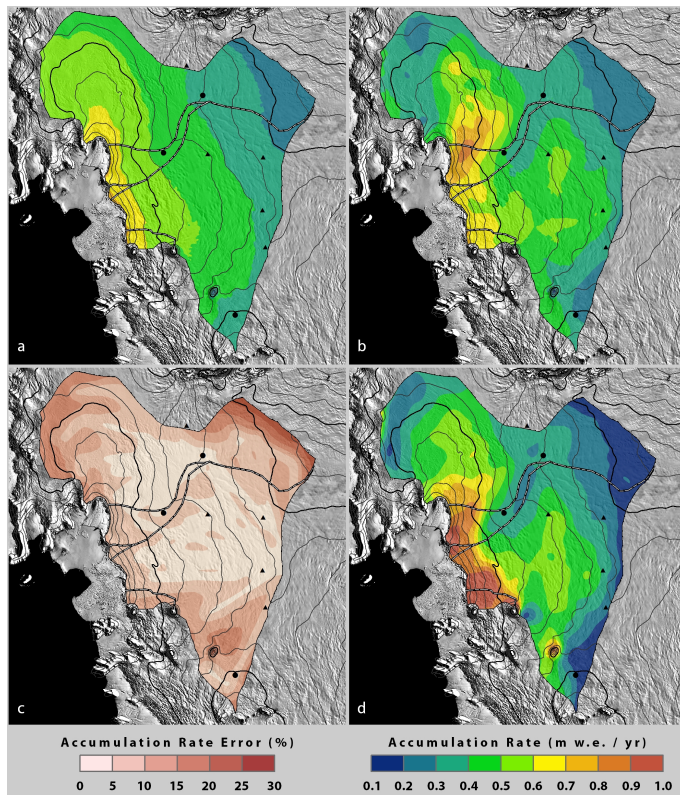 a
b
c
d
Accumulation Rate Error (%)
0 5 10 15 20 25 30
Accumulation Rate (m w.e. / yr)
0.1 0.2 0.3 0.4 0.5 0.6 0.7 0.8 0.9 1.0